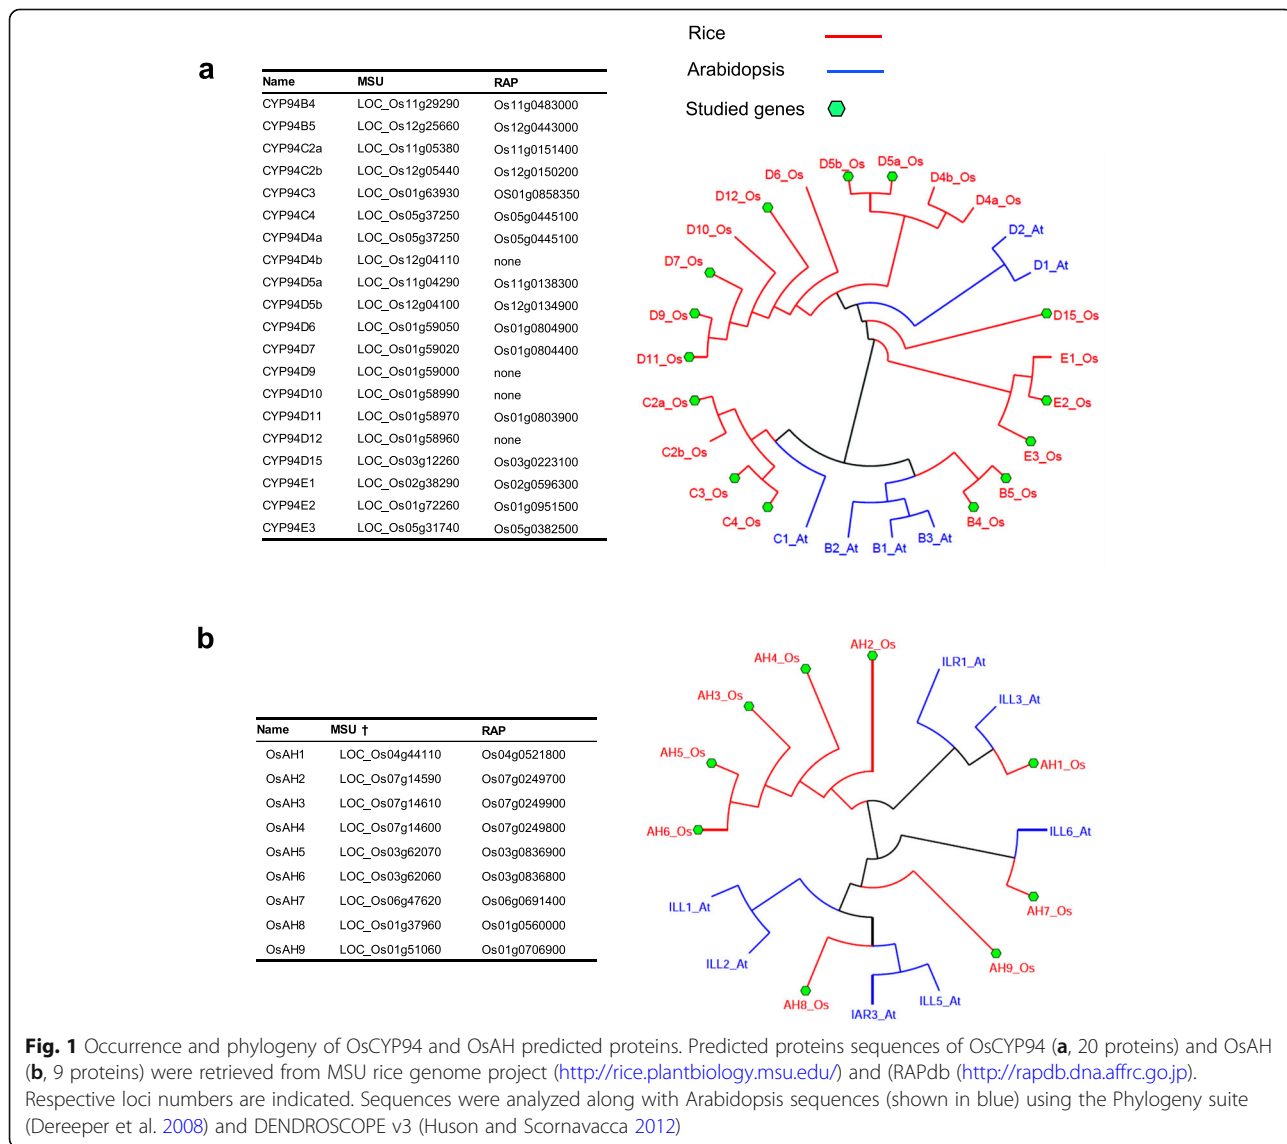 Rice
Arabidopsis
Studied genes
a
Name MSU RAP
CYP94B4 LOC_Os11g29290 Os11g0483000
CYP94B5 LOC_Os12g25660 Os12g0443000
CYP94C2a LOC_Os11g05380 Os11g0151400
CYP94C2b LOC_Os12g05440 Os12g0150200
CYP94C3 LOC_Os01g63930 OS01g0858350
CYP94C4 LOC_Os05g37250 Os05g0445100
CYP94D4a LOC_Os05g37250 Os05g0445100
CYP94D4b LOC_Os12g04110 none
CYP94D5a LOC_Os11g04290 Os11g0138300
CYP94D5b LOC_Os12g04100 Os12g0134900
CYP94D6 LOC_Os01g59050 Os01g0804900
CYP94D7 LOC_Os01g59020 Os01g0804400
CYP94D9 LOC_Os01g59000 none
CYP94D10 LOC_Os01g58990 none
CYP94D11 LOC_Os01g58970 Os01g0803900
CYP94D12 LOC_Os01g58960 none
CYP94D15 LOC_Os03g12260 Os03g0223100
CYP94E1 LOC_Os02g38290 Os02g0596300
CYP94E2 LOC_Os01g72260 Os01g0951500
CYP94E3 LOC_Os05g31740 Os05g0382500
D5b_Os D5a_Os
D6_Os D4b_Os
D12_Os D4a_Os
D10_Os D2_At
D7_Os D1_At
D9_Os D15_Os
D11_Os E1_Os
C2a_Os E2_Os
C2b_Os E3_Os
C3_Os B5_Os
C4_Os B4_Os
C1_At B2_At B1_At B3_At
b
Name MSU † RAP
OsAH1 LOC_Os04g44110 Os04g0521800
OsAH2 LOC_Os07g14590 Os07g0249700
OsAH3 LOC_Os07g14610 Os07g0249900
OsAH4 LOC_Os07g14600 Os07g0249800
OsAH5 LOC_Os03g62070 Os03g0836900
OsAH6 LOC_Os03g62060 Os03g0836800
OsAH7 LOC_Os06g47620 Os06g0691400
OsAH8 LOC_Os01g37960 Os01g0560000
OsAH9 LOC_Os01g51060 Os01g0706900
AH2_Os
AH4_Os ILR1_At
AH3_Os ILL3_At
AH5_Os AH1_Os
AH6_Os ILL6_At
ILL1_At AH7_Os
ILL2_At AH9_Os
AH8_Os IAR3_At ILL5_At
Fig. 1 Occurrence and phylogeny of OsCYP94 and OsAH predicted proteins. Predicted proteins sequences of OsCYP94 (a, 20 proteins) and OsAH
(b, 9 proteins) were retrieved from MSU rice genome project (http://rice.plantbiology.msu.edu/) and (RAPdb (http://rapdb.dna.affrc.go.jp).
Respective loci numbers are indicated. Sequences were analyzed along with Arabidopsis sequences (shown in blue) using the Phylogeny suite
(Dereeper et al. 2008) and DENDROSCOPE v3 (Huson and Scornavacca 2012)